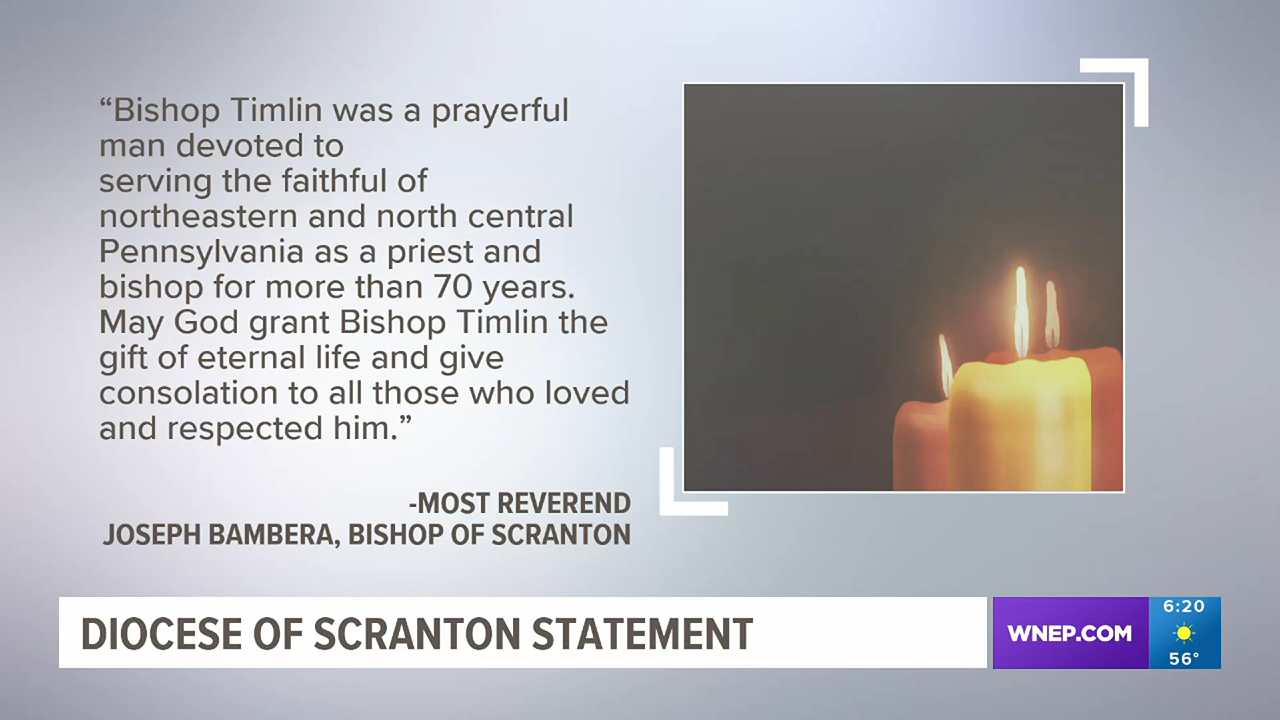 “Bishop Timlin was a prayerful
man devoted to
serving the faithful of
northeastern and north central
Pennsylvania as a priest and
bishop for more than 70 years.
May God grant Bishop Timlin the
gift of eternal life and give
consolation to all those who loved
and respected him.”
-MOST REVEREND
JOSEPH BAMBERA, BISHOP OF SCRANTON
DIOCESE OF SCRANTON STATEMENT
WNEP.COM
6:20
56°